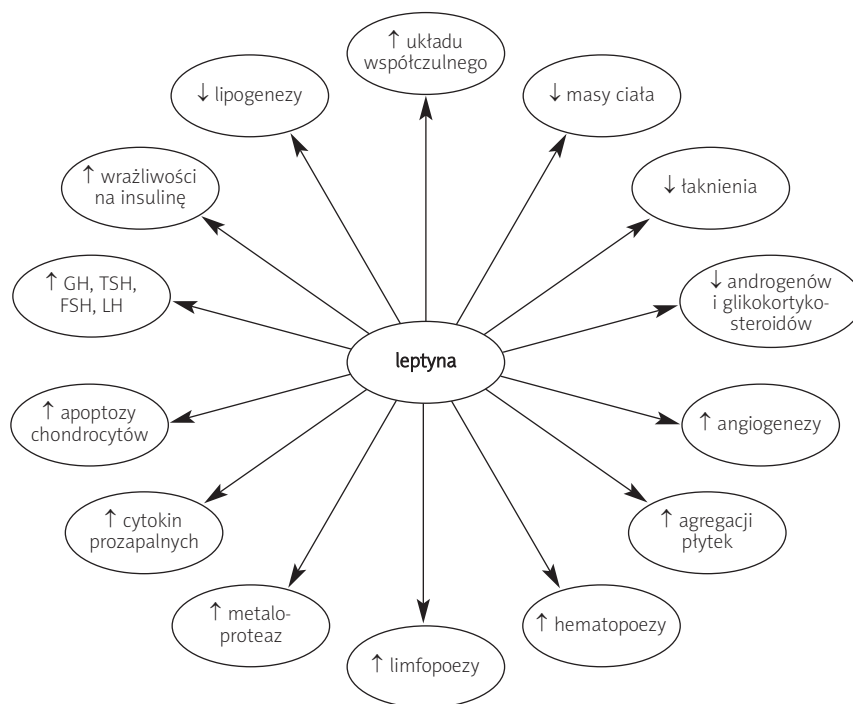 ↑ układu
współczulnego
↓ lipogenezy
↓ masy ciała
↑ wrażliwości
na insulinę
↓ łaknienia
↑ GH, TSH,
FSH, LH
↓ androgenów
i glikokortyko-
steroidów
leptyna
↑ apoptozy
chondrocytów
↑ angiogenezy
↑ cytokin
prozapalnych
↑ agregacji
płytek
↑ metalo-
proteaz
↑ hematopoezy
↑ limfopoezy